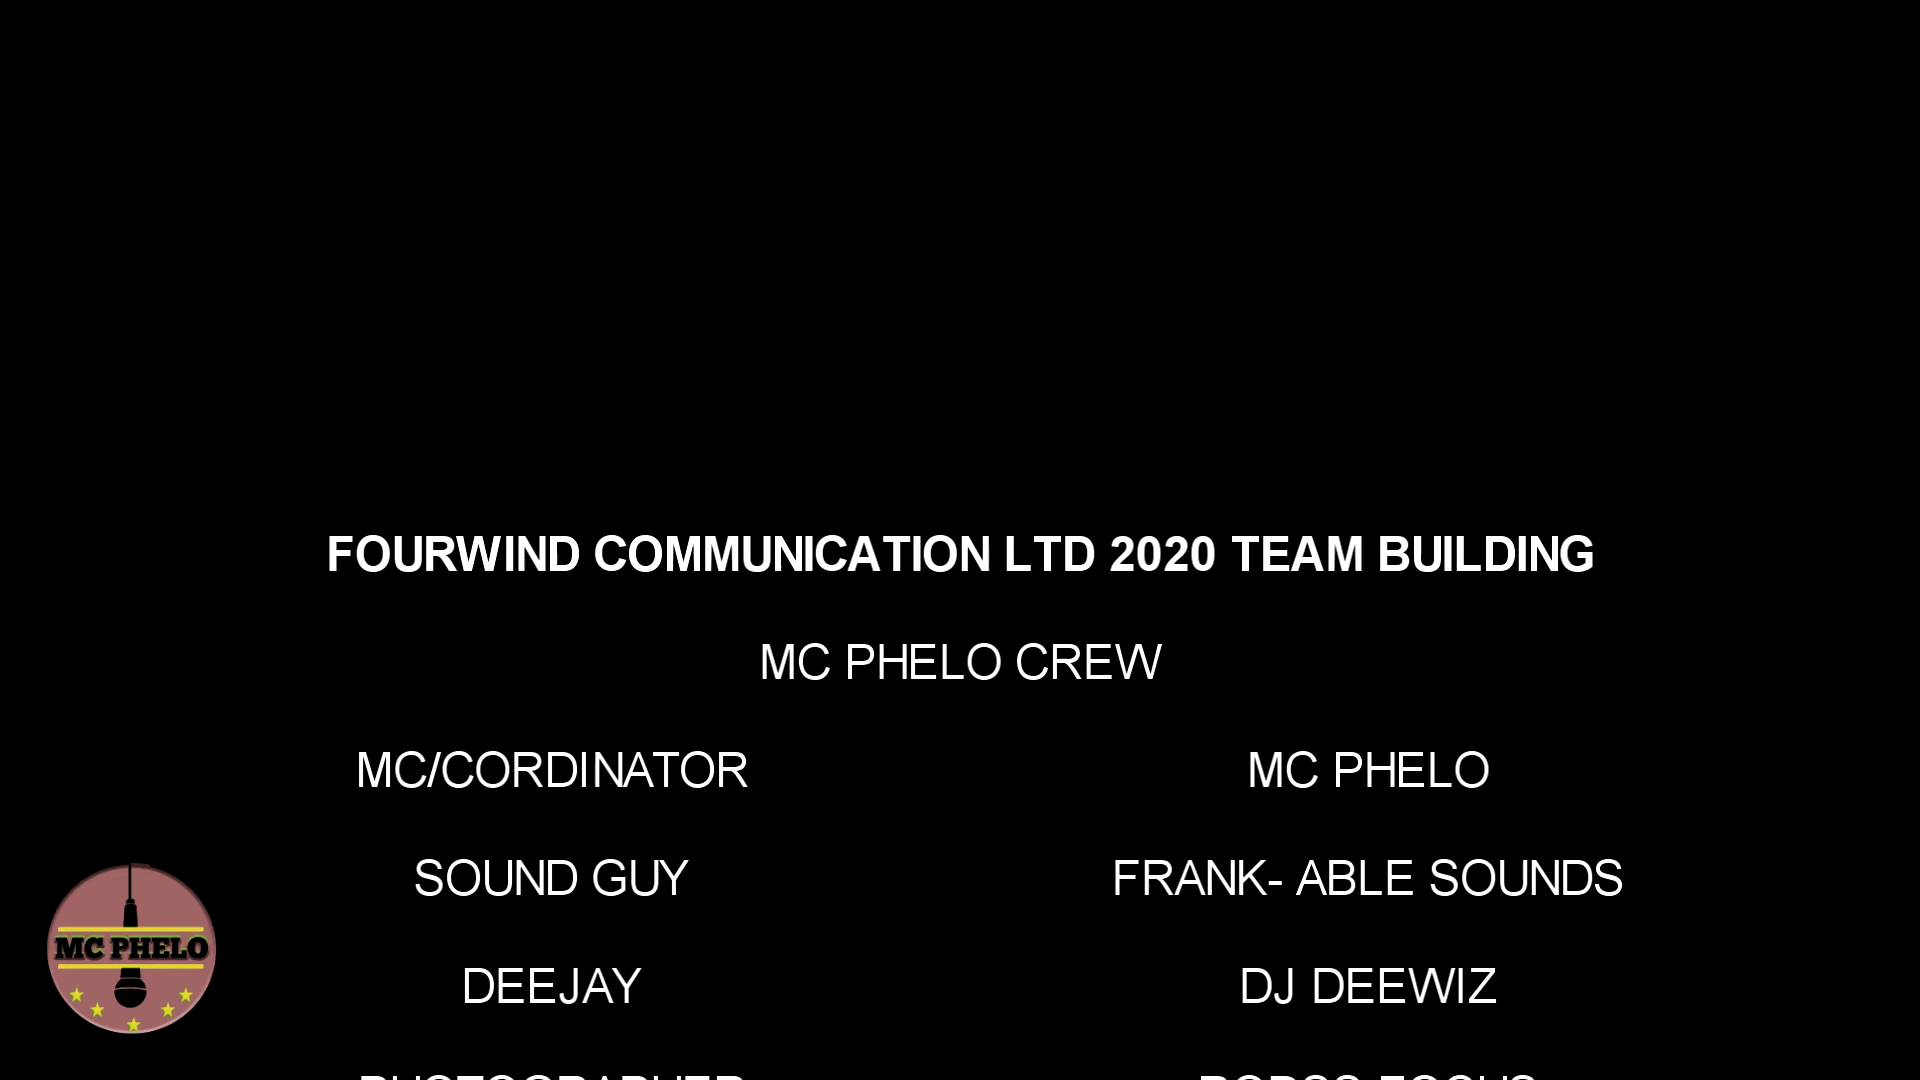 FOURWIND COMMUNICATION LTD 2020 TEAM BUILDING
MC PHELO CREW
MC/CORDINATOR MC PHELO
SOUND GUY FRANK- ABLE SOUNDS
DEEJAY DJ DEEWIZ
MC PHELO